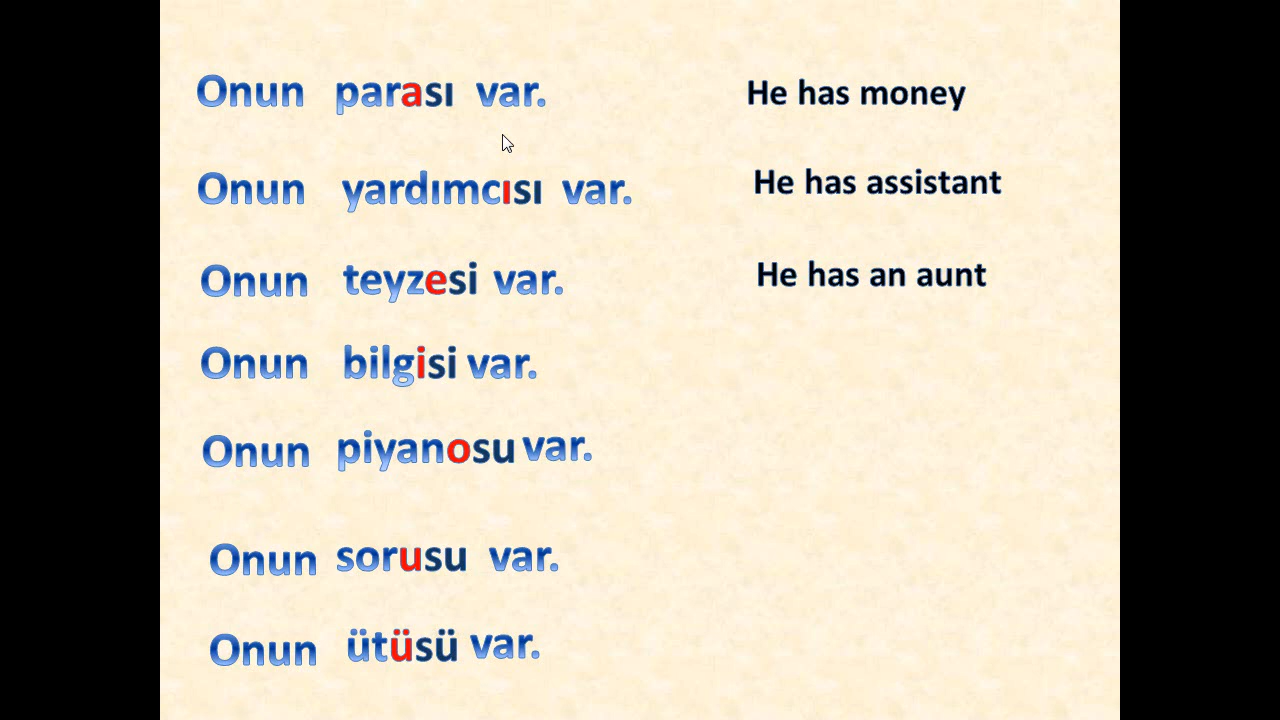 Onun parası var. He has money
Onun yardımcısı var. He has assistant
Onun teyzesi var. He has an aunt
Onun bilgisi var.
Onun piyanosu var.
Onun sorusu var.
Onun ütüsü var.